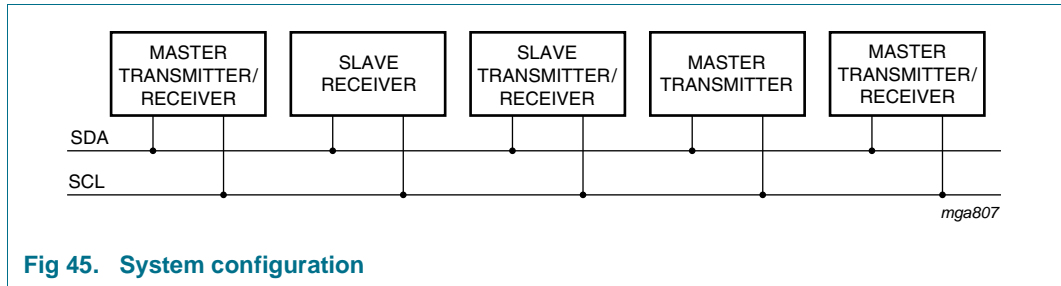 MASTER
TRANSMITTER/
RECEIVER
SLAVE
RECEIVER
SLAVE
TRANSMITTER/
RECEIVER
MASTER
TRANSMITTER
MASTER
TRANSMITTER/
RECEIVER
SDA
SCL
mga807
Fig 45. System configuration